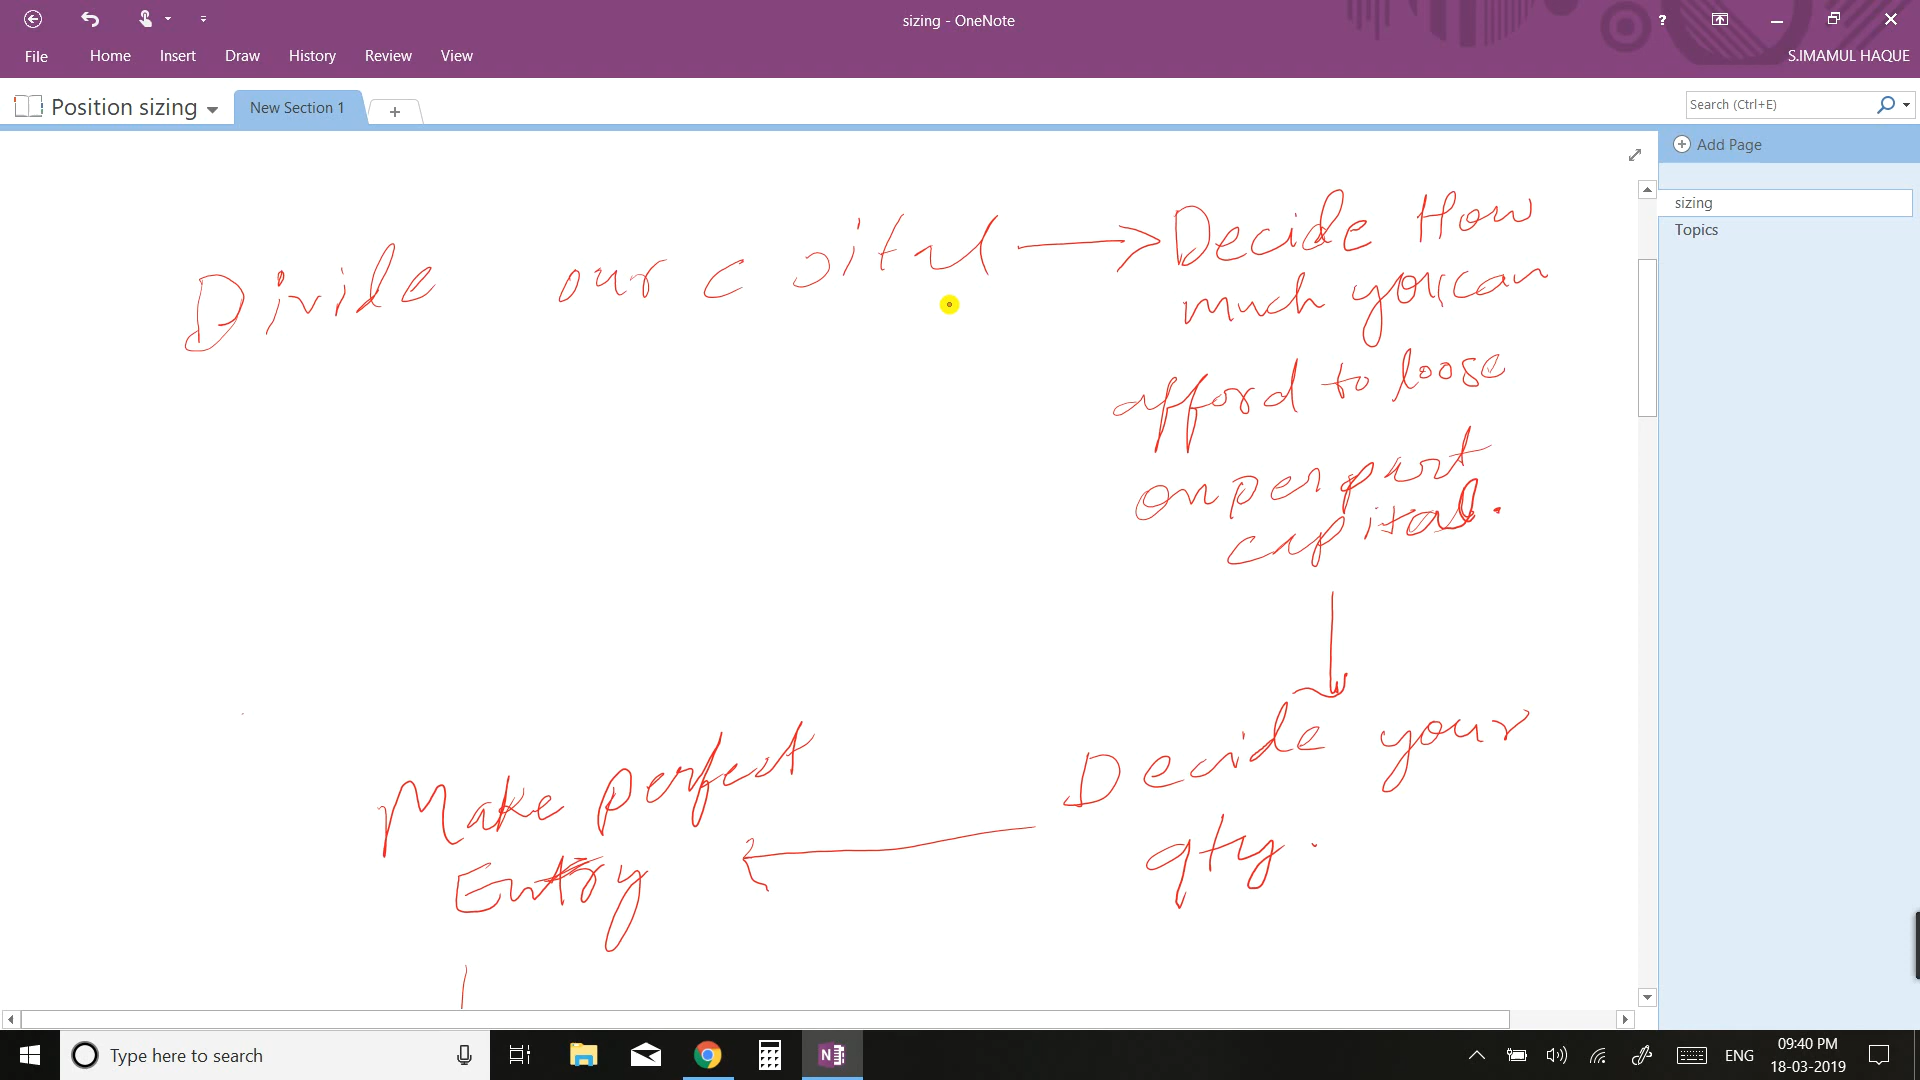 sizing - OneNote
?
File Home Insert Draw History Review View
S.IMAMUL HAQUE
Position sizing New Section 1 +
Search (Ctrl+E)
Add Page
sizing
Topics
Divide our c oital → Decide How
much you can
afford to loose
on per part
capital.
Decide your
qty.
Make perfect
Entry
Type here to search
N
ENG
09:40 PM
18-03-2019